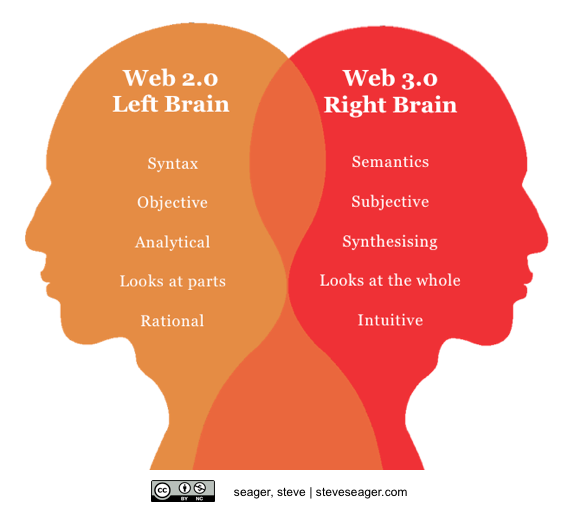 Web 2.0
Left Brain
Syntax
Objective
Analytical
Looks at parts
Rational
Web 3.0
Right Brain
Semantics
Subjective
Synthesising
Looks at the whole
Intuitive
cc
BY NC
seager, steve | steveseager.com